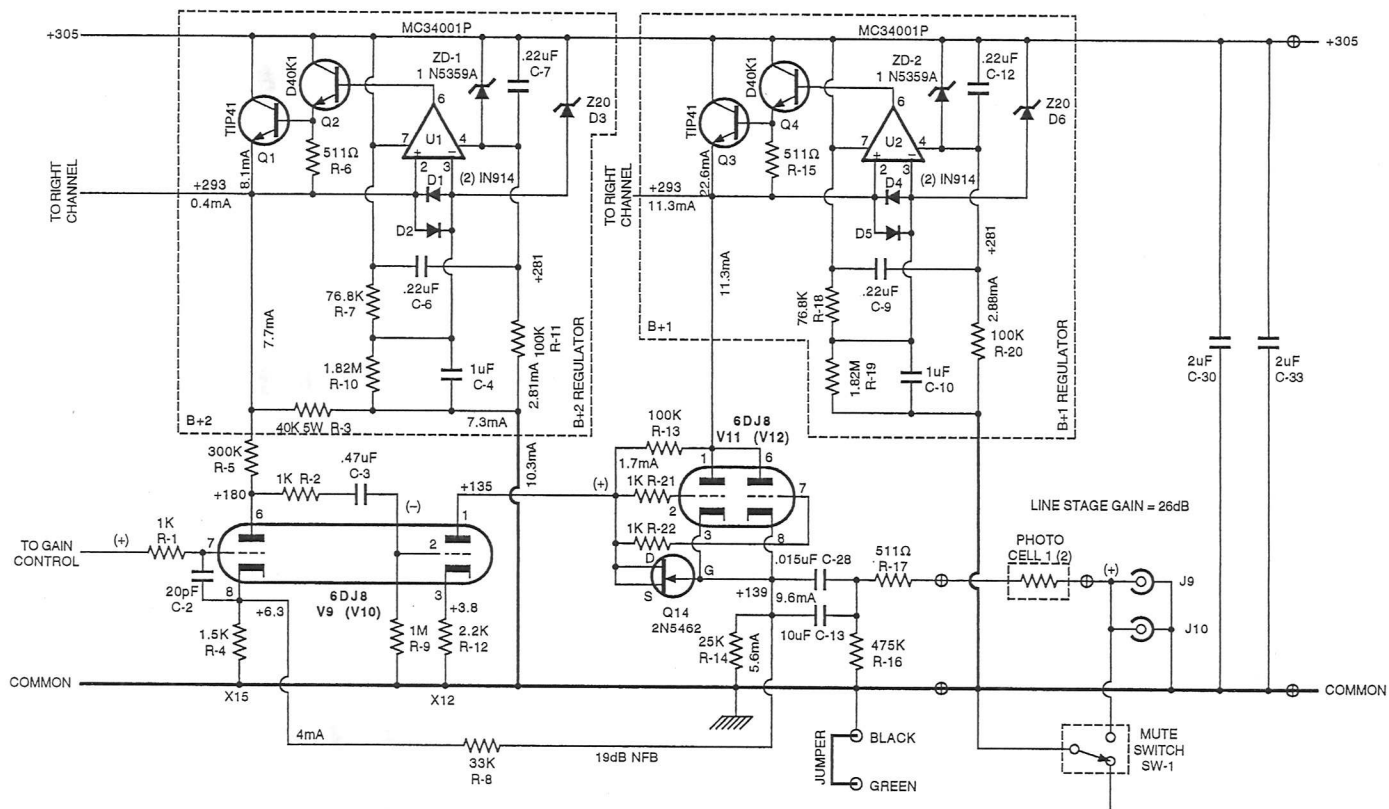 MC34001P
MC34001P
+305
+305
D40K1
ZD-1
1 N5359A
.22uF
C-7
Z20
D3
TIP41
Q2
Q1
6
U1
7
4
+
−
2
3
511Ω
R-6
8.1mA
(2) IN914
D1
D2
TO RIGHT
CHANNEL
+293
0.4mA
+281
.22uF
C-6
76.8K
R-7
7.7mA
1.82M
R-10
1uF
C-4
100K
R-11
2.81mA
B+2 REGULATOR
B+2
40K 5W R-3
7.3mA
10.3mA
D40K1
ZD-2
1 N5359A
.22uF
C-12
Z20
D6
TIP41
Q4
Q3
6
U2
7
4
+
−
2
3
511Ω
R-15
22.6mA
(2) IN914
D4
D5
TO RIGHT
CHANNEL
+293
11.3mA
+281
.22uF
C-9
76.8K
R-18
11.3mA
1.82M
R-19
1uF
C-10
2.88mA
100K
R-20
B+1
B+1 REGULATOR
2uF
C-30
2uF
C-33
300K
R-5
+180
1K R-2
.47uF
C-3
(−)
+135
(+)
TO GAIN
CONTROL
(+)
1K
R-1
7
6
2
1
20pF
C-2
8
+6.3
6DJ8
V9 (V10)
3
+3.8
1.5K
R-4
1M
R-9
2.2K
R-12
COMMON
X15
X12
4mA
33K
R-8
19dB NFB
100K
R-13
1.7mA
6DJ8
V11 (V12)
1
6
1K R-21
2
7
1K R-22
3
8
D
G
S
Q14
2N5462
+139
.015uF C-28
9.6mA
10uF C-13
511Ω
R-17
25K
R-14
5.6mA
475K
R-16
LINE STAGE GAIN = 26dB
PHOTO
CELL 1 (2)
(+)
J9
J10
COMMON
JUMPER
BLACK
GREEN
MUTE
SWITCH
SW-1